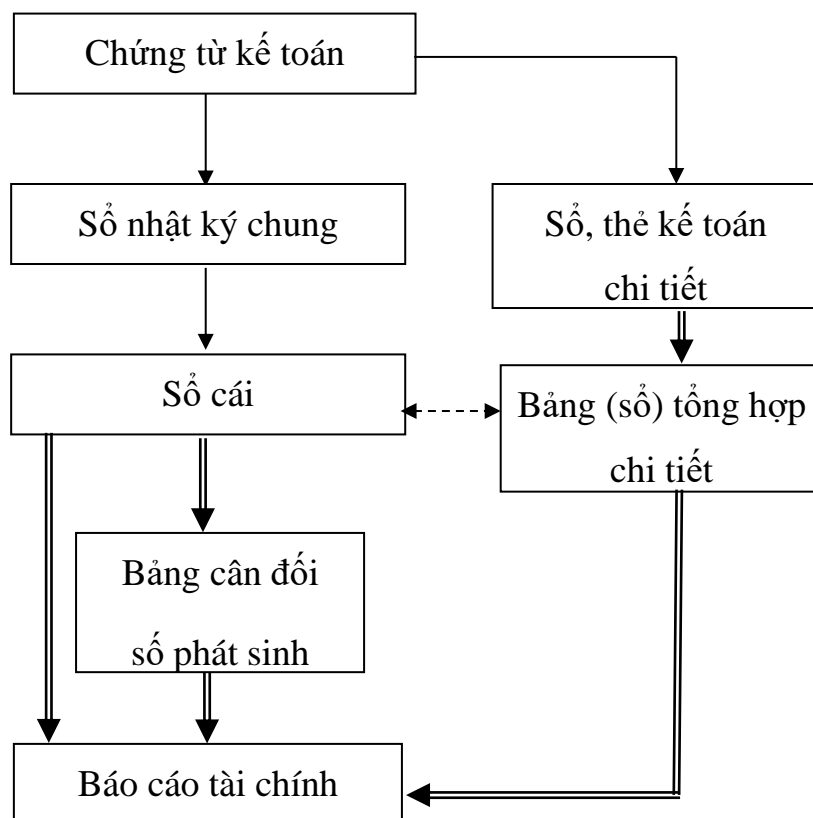 Chứng từ kế toán
Sổ nhật ký chung
Sổ, thẻ kế toán
chi tiết
Sổ cái
Bảng (sổ) tổng hợp
chi tiết
Bảng cân đối
số phát sinh
Báo cáo tài chính